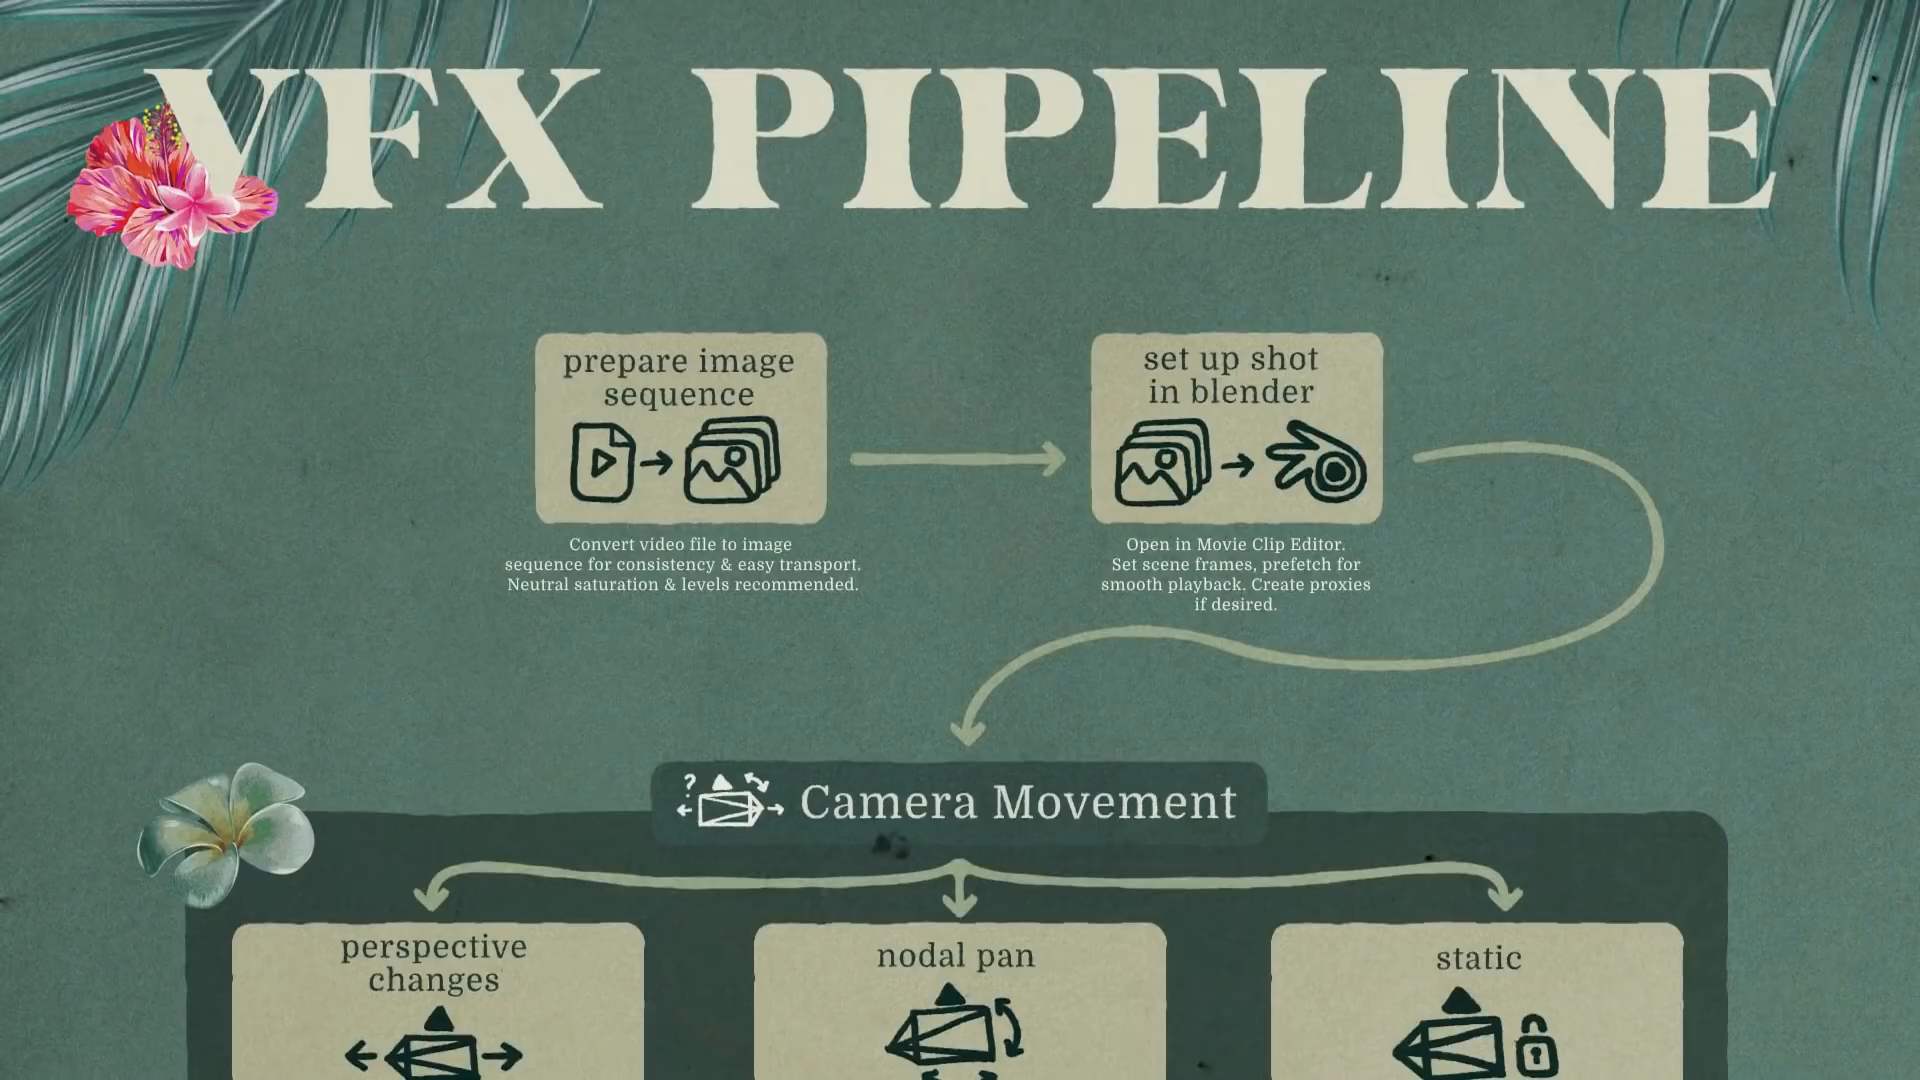 VFX PIPELINE
prepare image
sequence
Convert video file to image
sequence for consistency & easy transport.
Neutral saturation & levels recommended.
set up shot
in blender
Open in Movie Clip Editor.
Set scene frames, prefetch for
smooth playback. Create proxies
if desired.
?
Camera Movement
perspective
changes
nodal pan
static